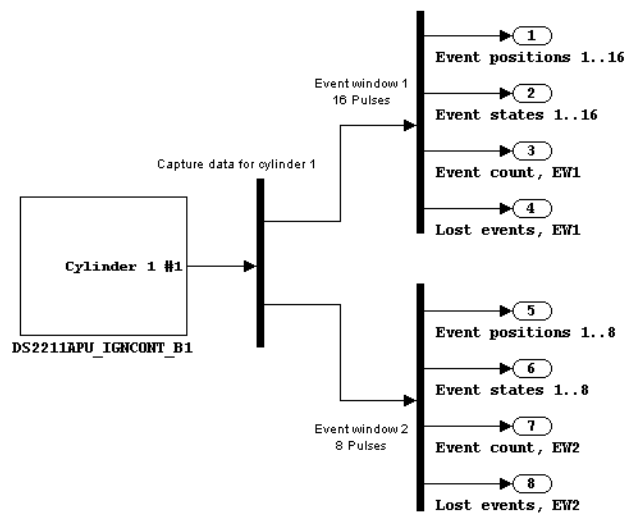 1
Event positions 1..16
Event window 1
16 Pulses
2
Event states 1..16
3
Event count, EW1
Capture data for cylinder 1
4
Lost events, EW1
Cylinder 1 #1
DS2211APU_IGNCONT_B1
5
Event positions 1..8
6
Event states 1..8
Event window 2
8 Pulses
7
Event count, EW2
8
Lost events, EW2